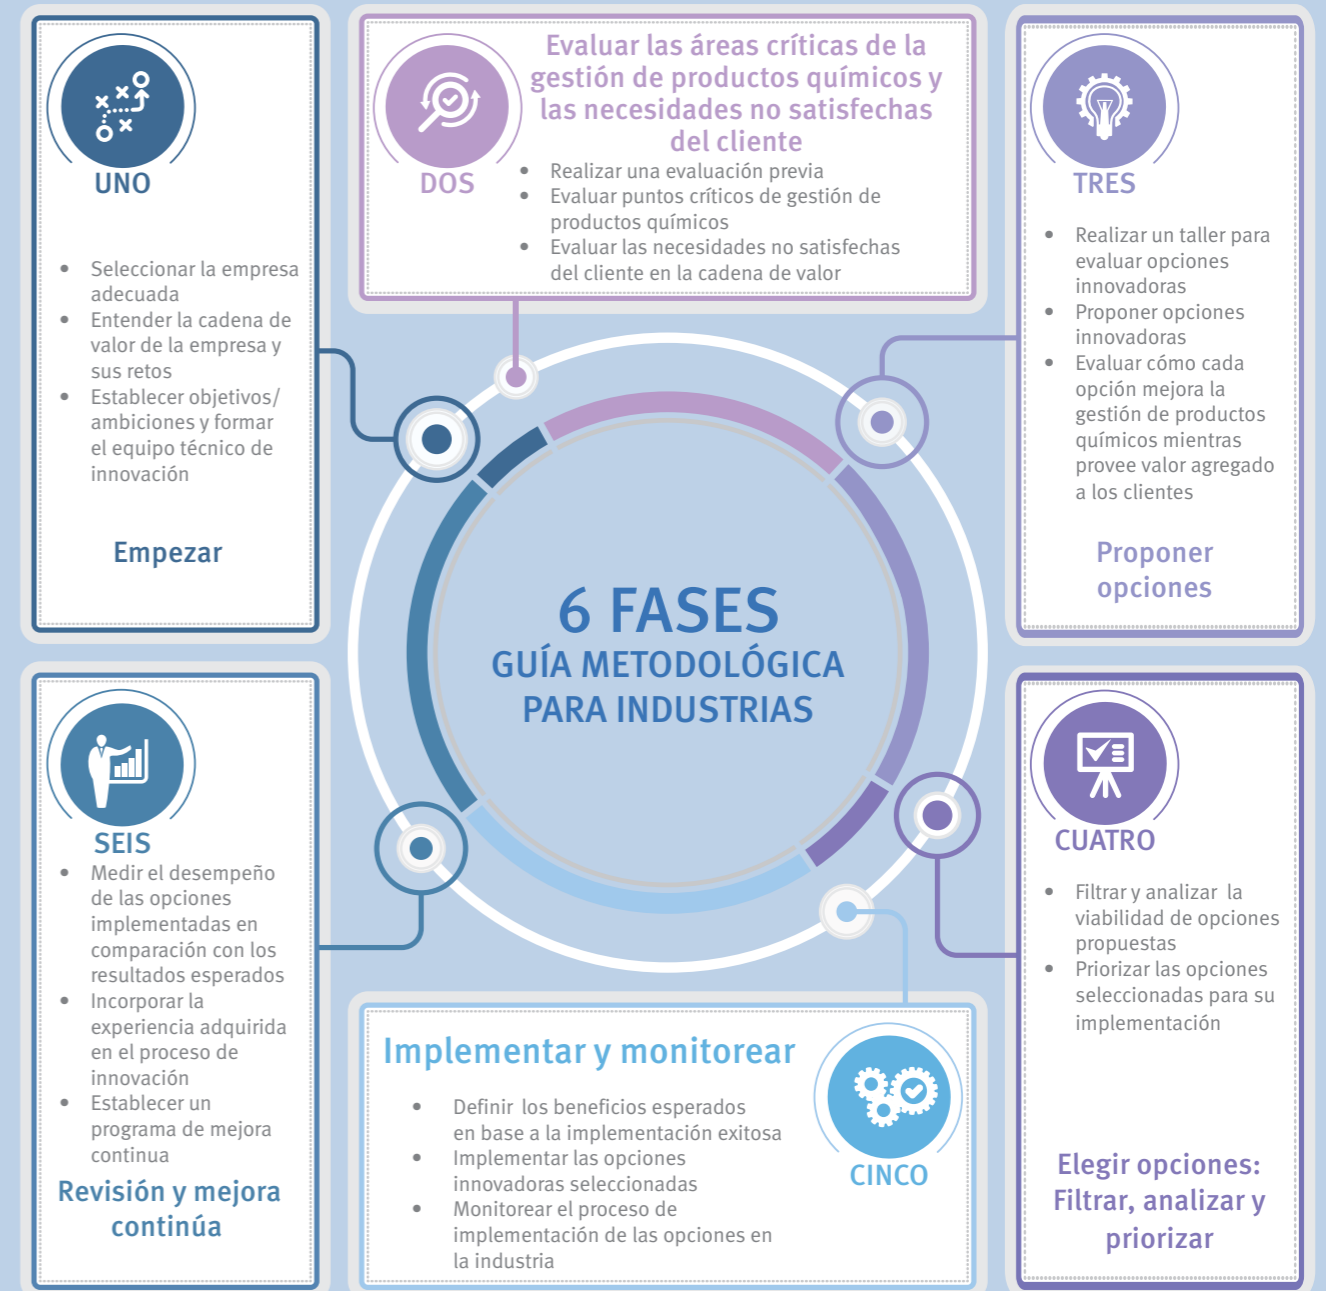 UNO
• Seleccionar la empresa
adecuada
• Entender la cadena de
valor de la empresa y
sus retos
• Establecer objetivos/
ambiciones y formar
el equipo técnico de
innovación
Empezar
DOS
Evaluar las áreas críticas de la
gestión de productos químicos y
las necesidades no satisfechas
del cliente
• Realizar una evaluación previa
• Evaluar puntos críticos de gestión de
productos químicos
• Evaluar las necesidades no satisfechas
del cliente en la cadena de valor
TRES
• Realizar un taller para
evaluar opciones
innovadoras
• Proponer opciones
innovadoras
• Evaluar cómo cada
opción mejora la
gestión de productos
químicos mientras
provee valor agregado
a los clientes
Proponer
opciones
6 FASES
GUÍA METODOLÓGICA
PARA INDUSTRIAS
CUATRO
• Filtrar y analizar la
viabilidad de opciones
propuestas
• Priorizar las opciones
seleccionadas para su
implementación
Elegir opciones:
Filtrar, analizar y
priorizar
Implementar y monitorear
• Definir los beneficios esperados
en base a la implementación exitosa
• Implementar las opciones
innovadoras seleccionadas
• Monitorear el proceso de
implementación de las opciones en
la industria
CINCO
SEIS
• Medir el desempeño
de las opciones
implementadas en
comparación con los
resultados esperados
• Incorporar la
experiencia adquirida
en el proceso de
innovación
• Establecer un
programa de mejora
continua
Revisión y mejora
continúa